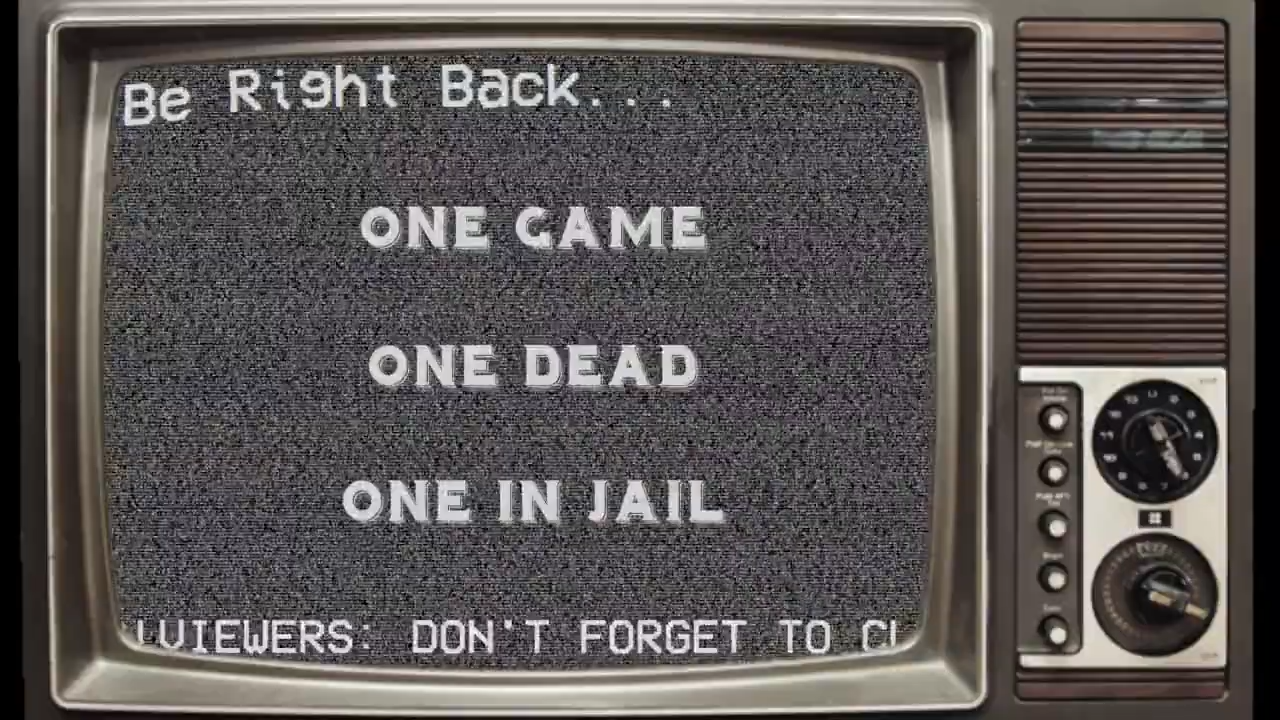 Be Right Back...
ONE GAME
ONE DEAD
ONE IN JAIL
VIEWERS: DON'T FORGET TO